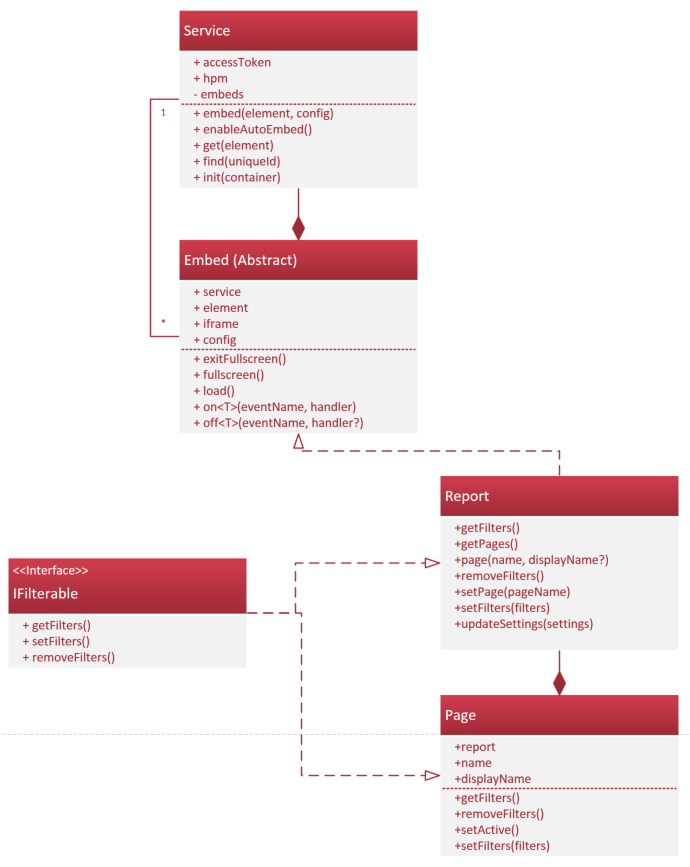 Service
+ accessToken
+ hpm
- embeds
1
+ embed(element, config)
+ enableAutoEmbed()
+ get(element)
+ find(uniqueId)
+ init(container)
Embed (Abstract)
+ service
+ element
+ iframe
*
+ config
+ exitFullscreen()
+ fullscreen()
+ load()
+ on<T>(eventName, handler)
+ off<T>(eventName, handler?)
Report
+getFilters()
+getPages()
+page(name, displayName?)
+removeFilters()
+setPage(pageName)
+setFilters(filters)
+updateSettings(settings)
<<Interface>>
IFilterable
+ getFilters()
+ setFilters()
+ removeFilters()
Page
+report
+name
+displayName
+getFilters()
+removeFilters()
+setActive()
+setFilters(filters)